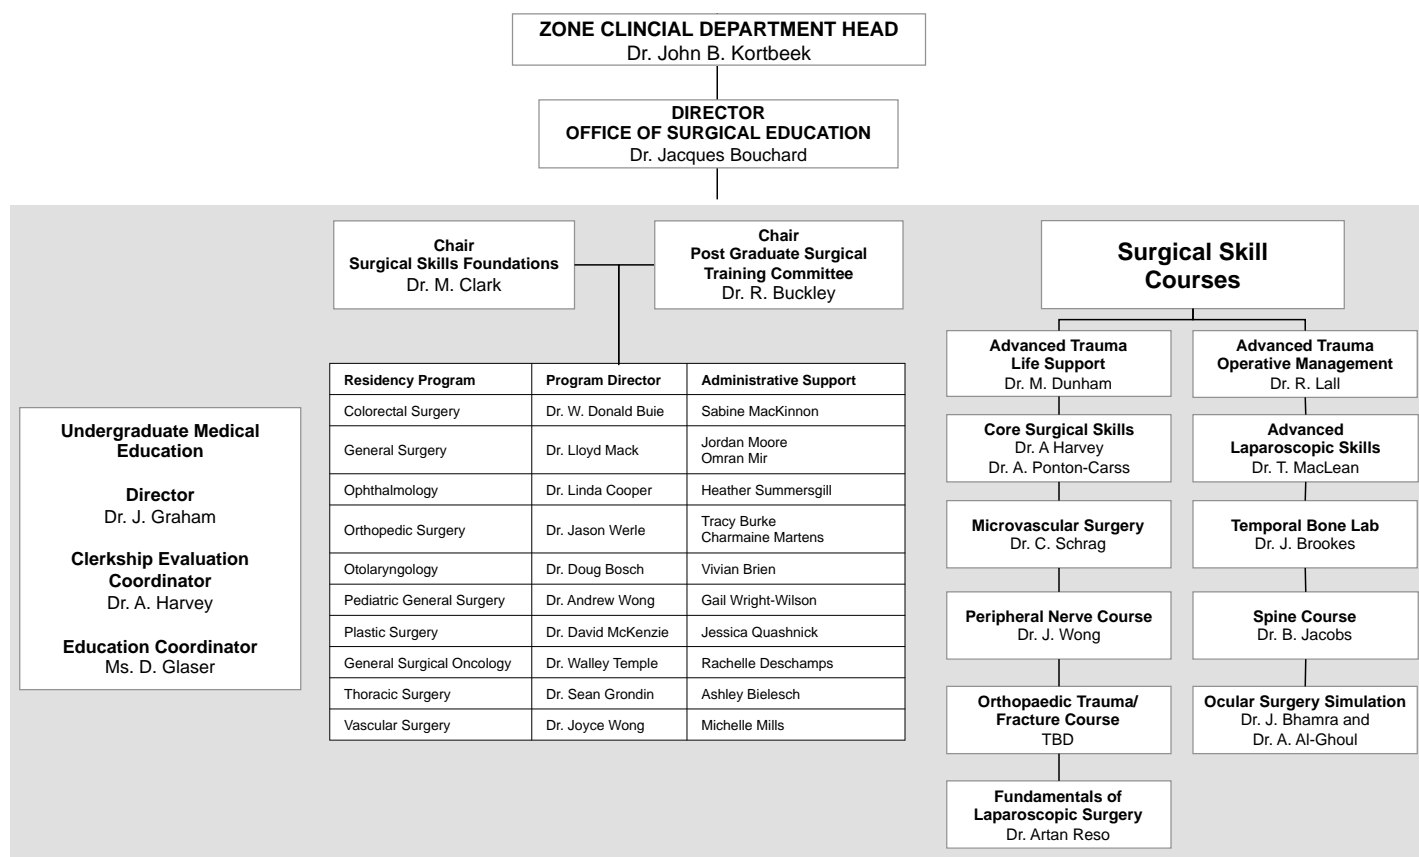 ZONE CLINCIAL DEPARTMENT HEAD
Dr. John B. Kortbeek
DIRECTOR
OFFICE OF SURGICAL EDUCATION
Dr. Jacques Bouchard
Chair
Surgical Skills Foundations
Dr. M. Clark
Chair
Post Graduate Surgical
Training Committee
Dr. R. Buckley
Undergraduate Medical
Education
Director
Dr. J. Graham
Clerkship Evaluation
Coordinator
Dr. A. Harvey
Education Coordinator
Ms. D. Glaser
Residency Program Program Director Administrative Support
Colorectal Surgery Dr. W. Donald Buie Sabine MacKinnon
General Surgery Dr. Lloyd Mack Jordan Moore
Omran Mir
Ophthalmology Dr. Linda Cooper Heather Summersgill
Orthopedic Surgery Dr. Jason Werle Tracy Burke
Charmaine Martens
Otolaryngology Dr. Doug Bosch Vivian Brien
Pediatric General Surgery Dr. Andrew Wong Gail Wright-Wilson
Plastic Surgery Dr. David McKenzie Jessica Quashnick
General Surgical Oncology Dr. Walley Temple Rachelle Deschamps
Thoracic Surgery Dr. Sean Grondin Ashley Bielesch
Vascular Surgery Dr. Joyce Wong Michelle Mills
Surgical Skill
Courses
Advanced Trauma
Life Support
Dr. M. Dunham
Core Surgical Skills
Dr. A Harvey
Dr. A. Ponton-Carss
Microvascular Surgery
Dr. C. Schrag
Peripheral Nerve Course
Dr. J. Wong
Orthopaedic Trauma/
Fracture Course
TBD
Fundamentals of
Laparoscopic Surgery
Dr. Artan Reso
Advanced Trauma
Operative Management
Dr. R. Lall
Advanced
Laparoscopic Skills
Dr. T. MacLean
Temporal Bone Lab
Dr. J. Brookes
Spine Course
Dr. B. Jacobs
Ocular Surgery Simulation
Dr. J. Bhamra and
Dr. A. Al-Ghoul